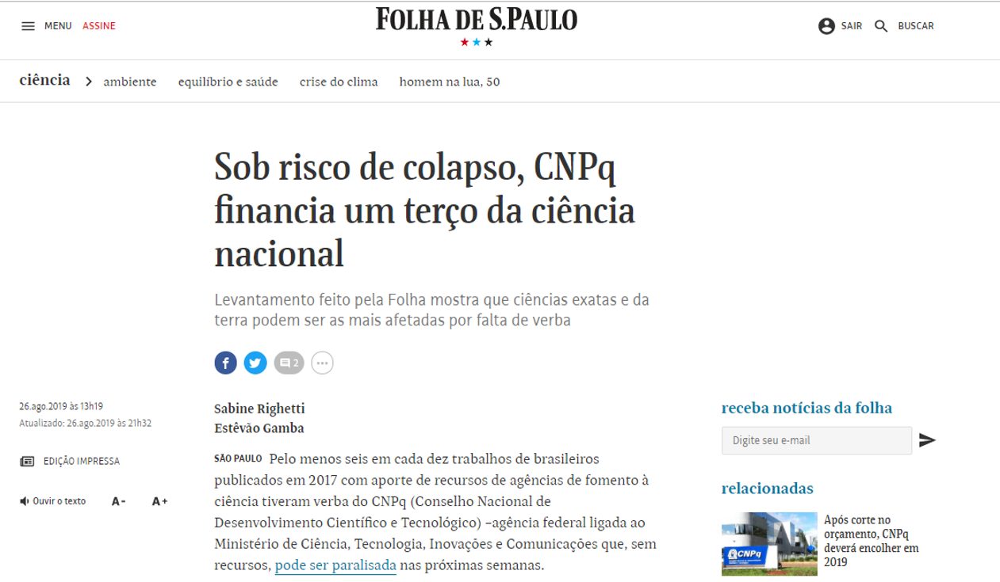 MENU ASSINE
FOLHA DE S.PAULO
SAIR BUSCAR
ciência ambiente equilíbrio e saúde crise do clima homem na lua, 50
Sob risco de colapso, CNPq
financia um terço da ciência
nacional
Levantamento feito pela Folha mostra que ciências exatas e da
terra podem ser as mais afetadas por falta de verba
2
26.ago.2019 às 13h19
Atualizado: 26.ago.2019 às 21h32
EDIÇÃO IMPRESSA
Ouvir o texto A- A+
Sabine Righetti
Estêvão Gamba
SÃO PAULO Pelo menos seis em cada dez trabalhos de brasileiros
publicados em 2017 com aporte de recursos de agências de fomento à
ciência tiveram verba do CNPq (Conselho Nacional de
Desenvolvimento Científico e Tecnológico) –agência federal ligada ao
Ministério de Ciência, Tecnologia, Inovações e Comunicações que, sem
recursos, pode ser paralisada nas próximas semanas.
receba notícias da folha
Digite seu e-mail
relacionadas
CNPq
Após corte no
orçamento, CNPq
deverá encolher em
2019